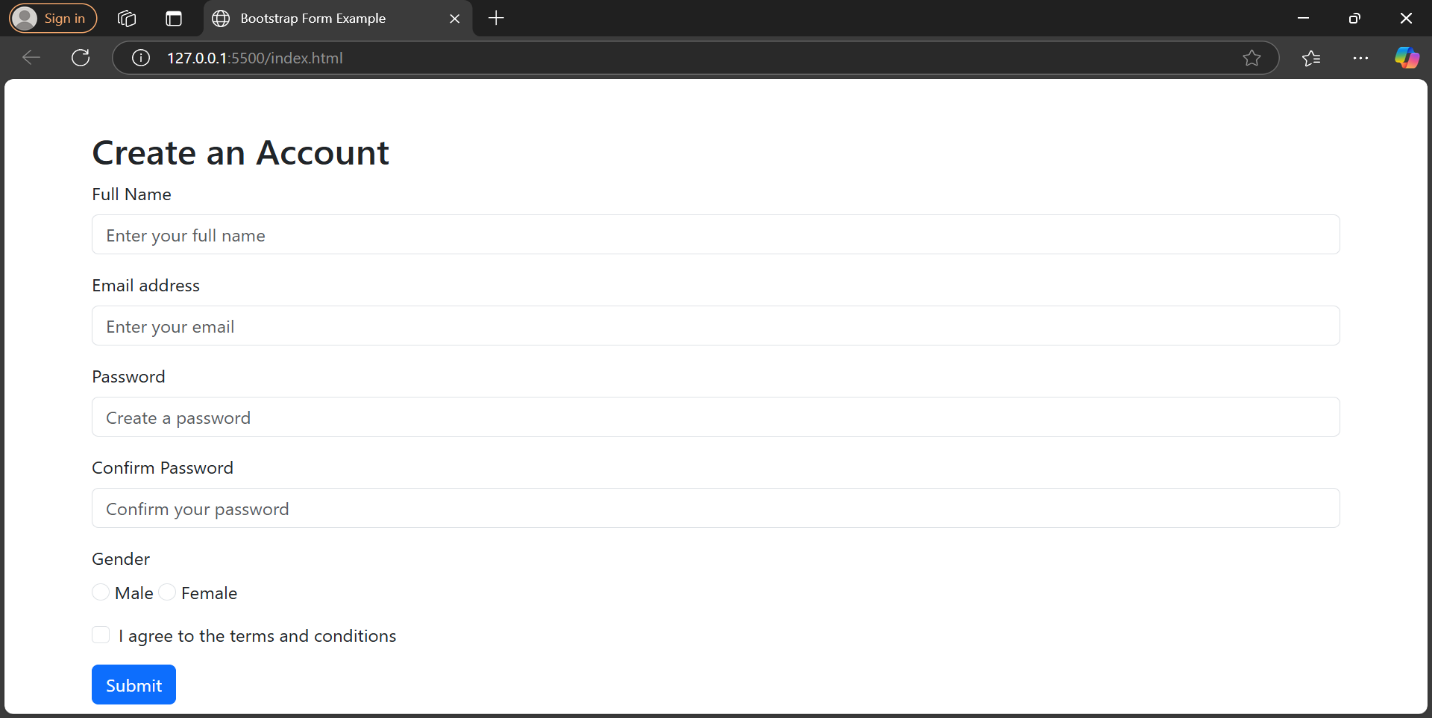 Sign in
Bootstrap Form Example
127.0.0.1:5500/index.html
Create an Account
Full Name
Enter your full name
Email address
Enter your email
Password
Create a password
Confirm Password
Confirm your password
Gender
Male Female
I agree to the terms and conditions
Submit